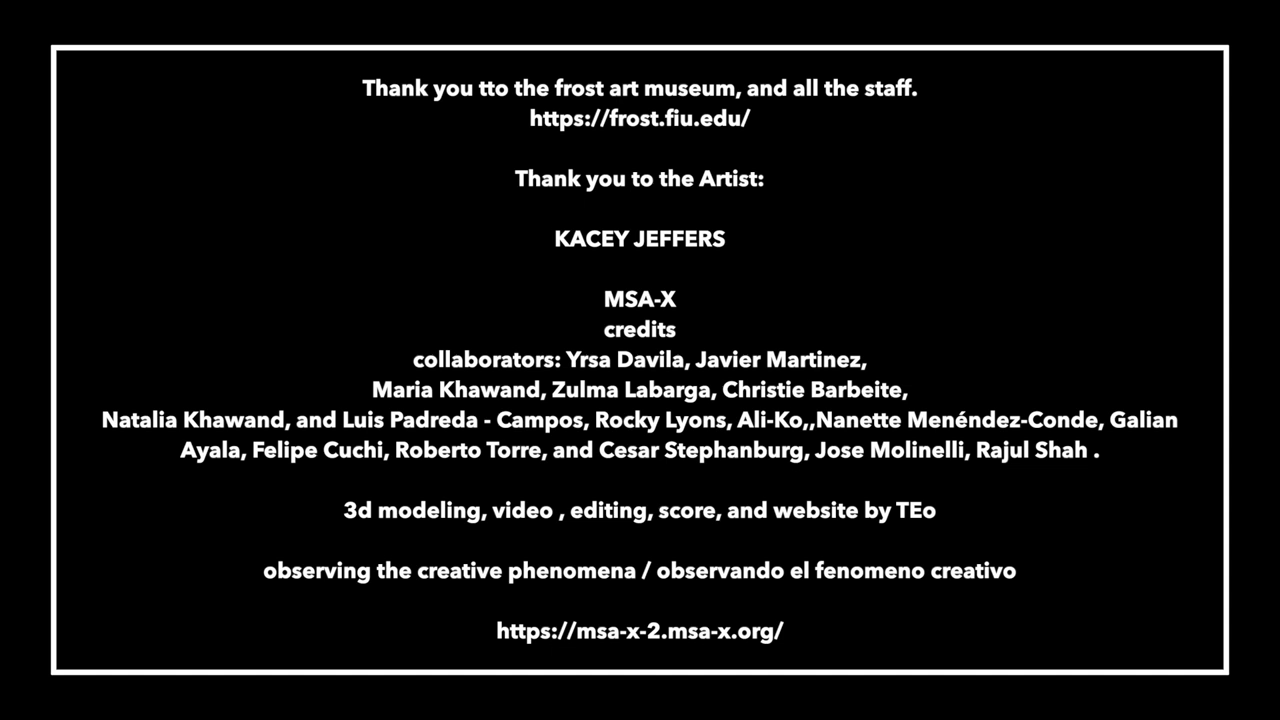 Thank you tto the frost art museum, and all the staff.
https://frost.fiu.edu/
Thank you to the Artist:
KACEY JEFFERS
MSA-X
credits
collaborators: Yrsa Davila, Javier Martinez,
Maria Khawand, Zulma Labarga, Christie Barbeite,
Natalia Khawand, and Luis Padreda - Campos, Rocky Lyons, Ali-Ko,,Nanette Menéndez-Conde, Galian
Ayala, Felipe Cuchi, Roberto Torre, and Cesar Stephanburg, Jose Molinelli, Rajul Shah .
3d modeling, video , editing, score, and website by TEo
observing the creative phenomena / observando el fenomeno creativo
https://msa-x-2.msa-x.org/